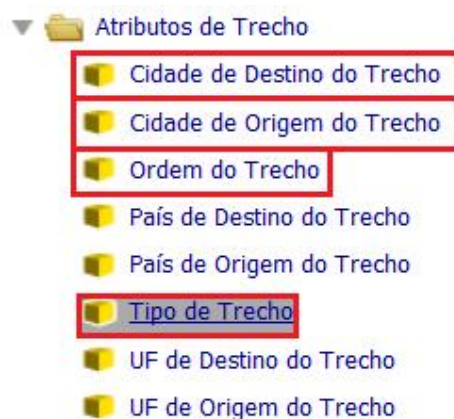 Atributos de Trecho
Cidade de Destino do Trecho
Cidade de Origem do Trecho
Ordem do Trecho
País de Destino do Trecho
País de Origem do Trecho
Tipo de Trecho
UF de Destino do Trecho
UF de Origem do Trecho